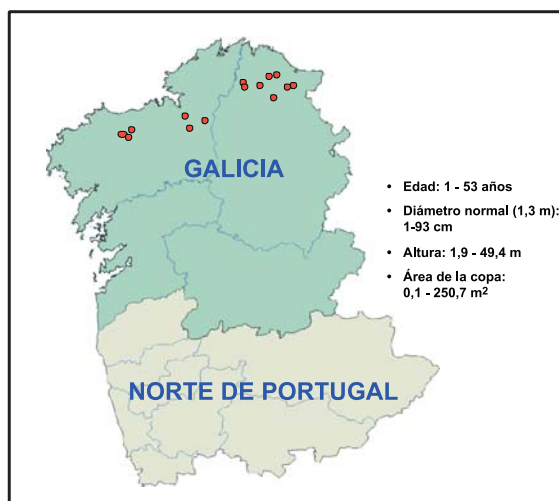 GALICIA
• Edad: 1 - 53 años
• Diámetro normal (1,3 m):
1-93 cm
• Altura: 1,9 - 49,4 m
• Área de la copa:
0,1 - 250,7 m²
NORTE DE PORTUGAL